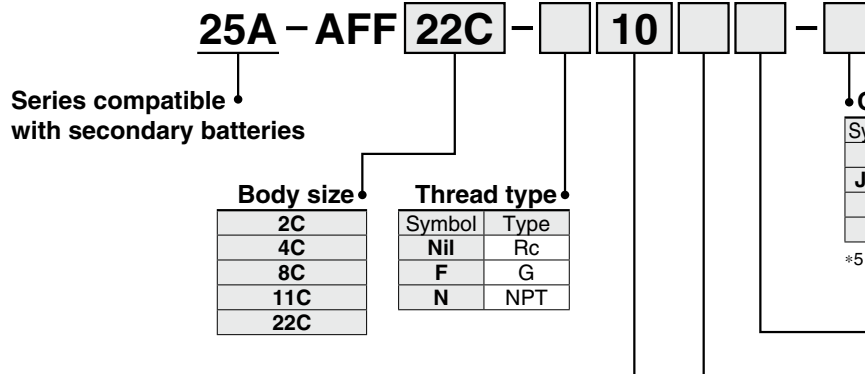 25A – AFF 22C – 10 –
Series compatible
with secondary batteries
Body size
2C
4C
8C
11C
22C
Thread type
Symbol Type
Nil Rc
F G
N NPT
J
*5